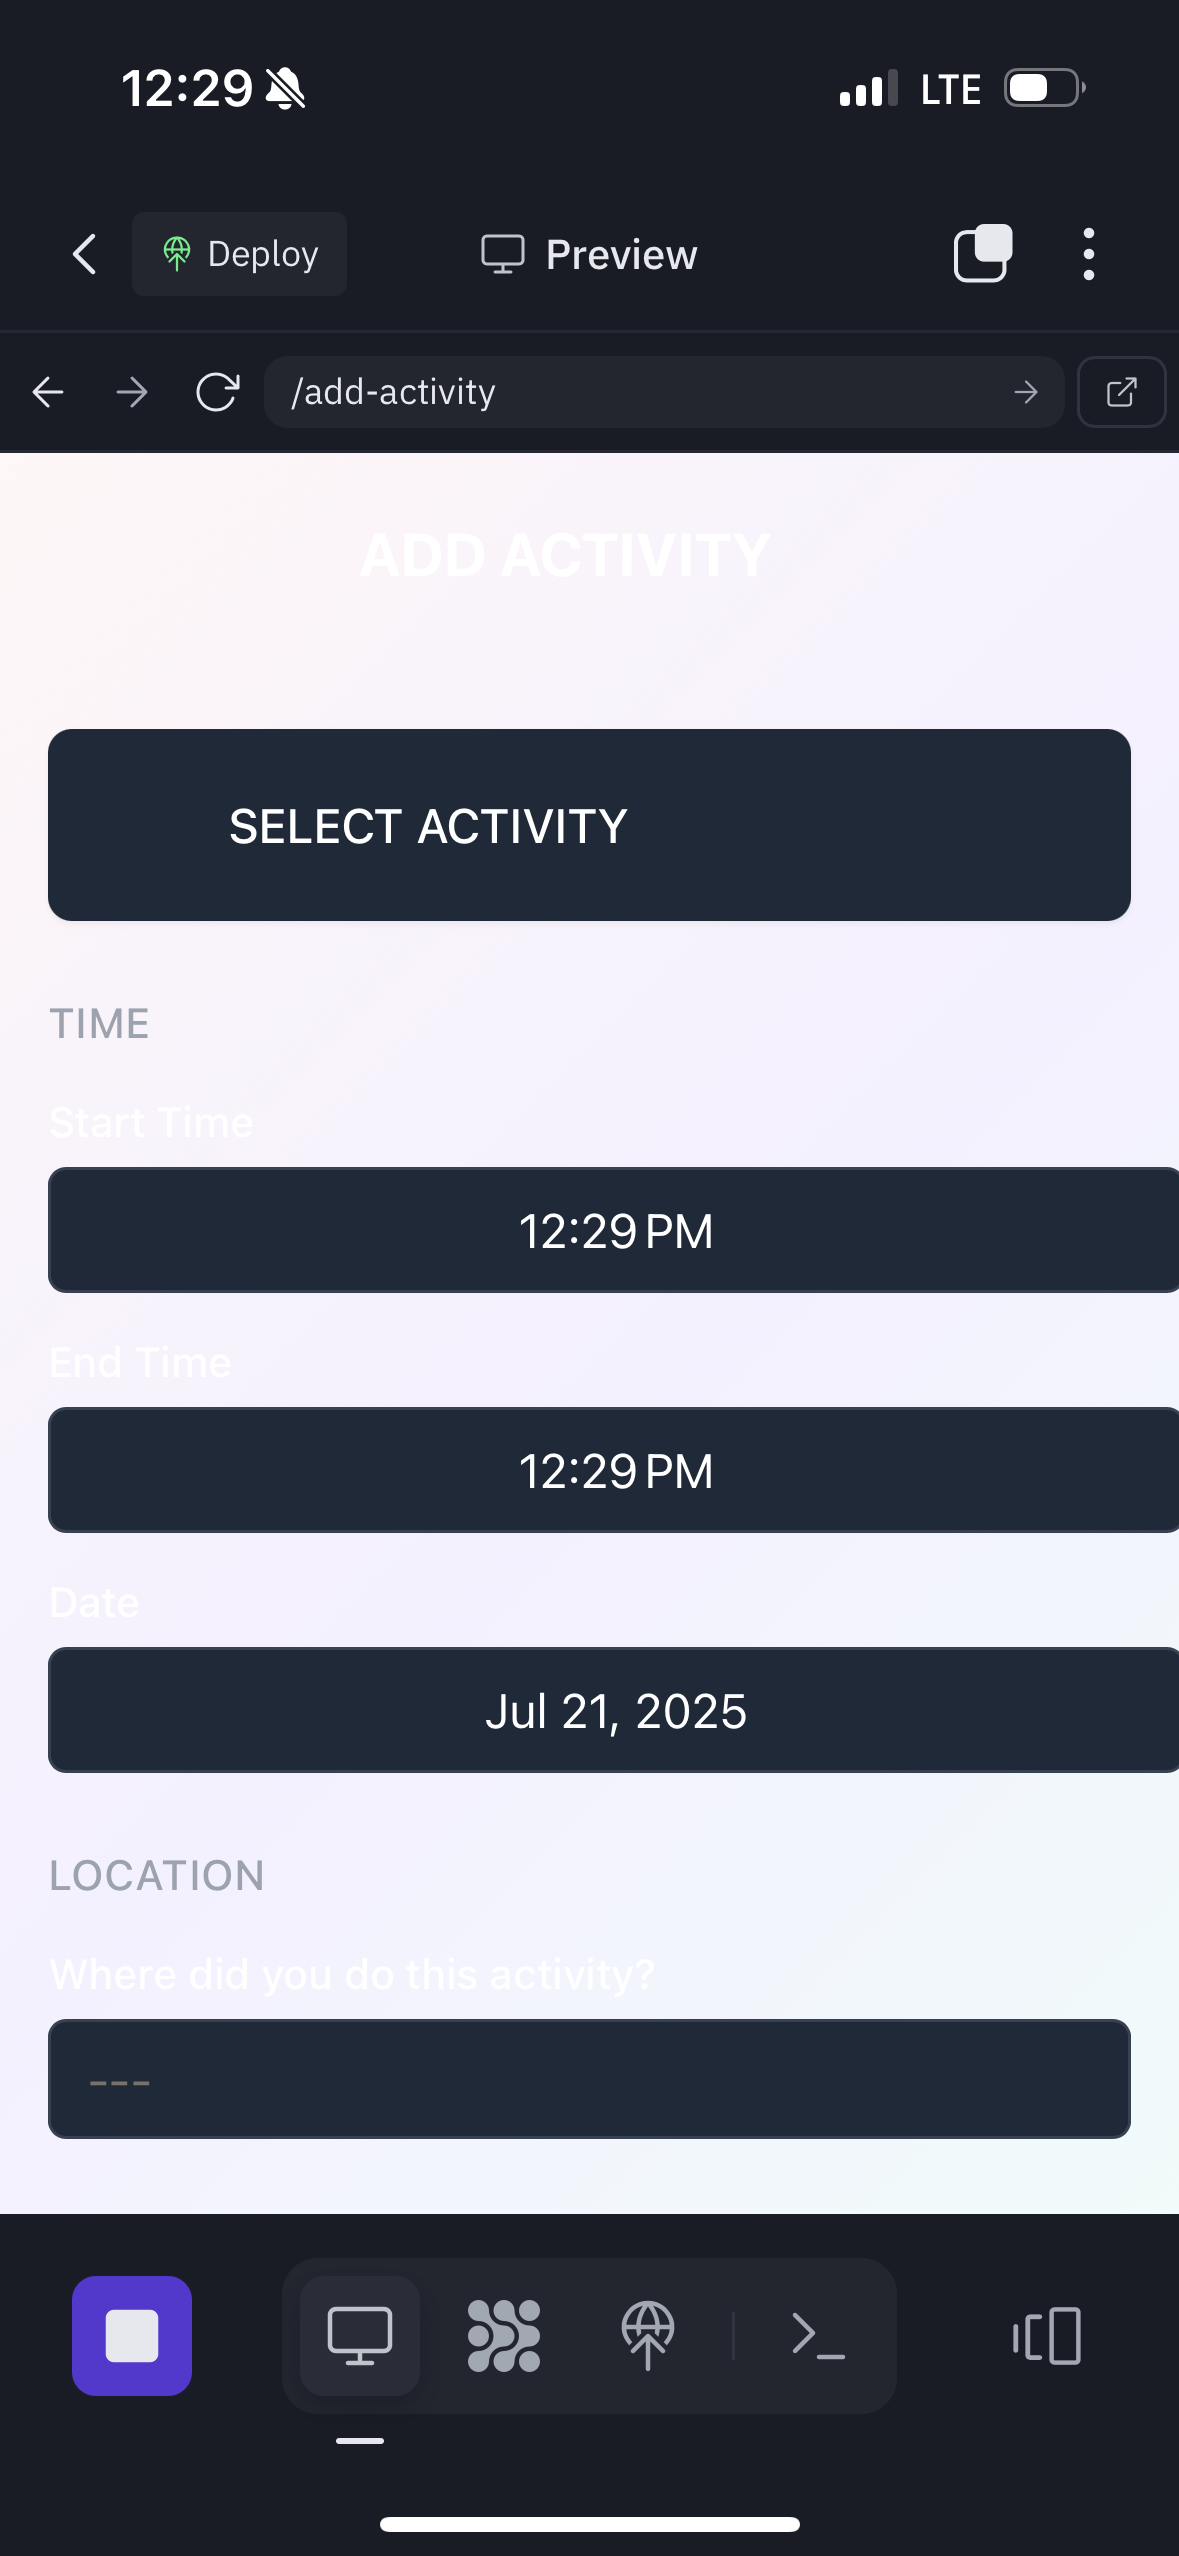 12:29
LTE
Deploy
Preview
/add-activity
ADD ACTIVITY
SELECT ACTIVITY
TIME
Start Time
12:29 PM
End Time
12:29 PM
Date
Jul 21, 2025
LOCATION
Where did you do this activity?
---